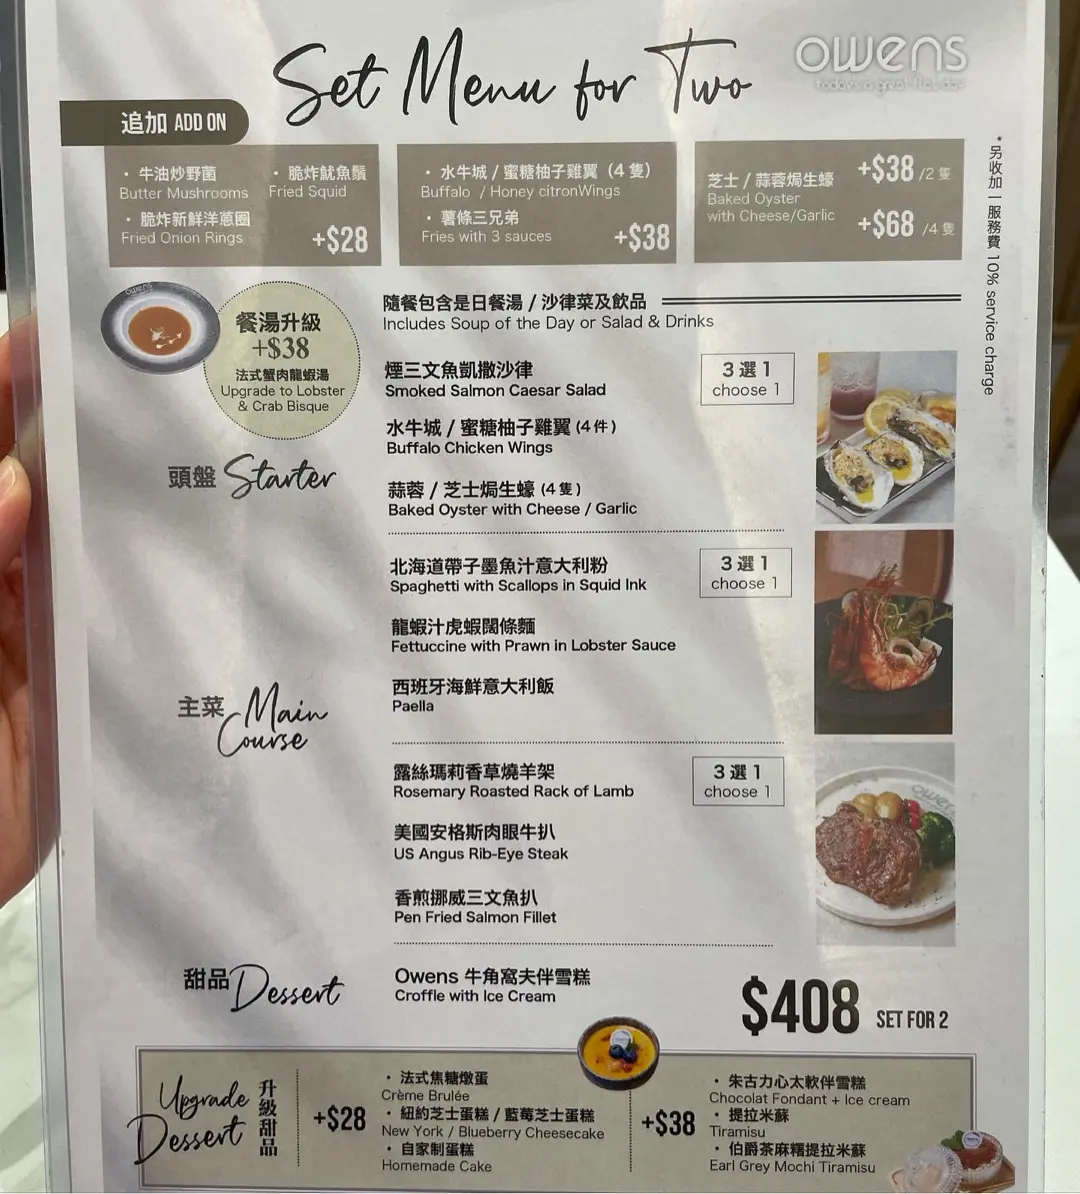 owens
today's a great flat day
Set Menu for Two
追加 ADD ON
・牛油炒野菌
Butter Mushrooms
・脆炸魷魚鬚
Fried Squid
・脆炸新鮮洋蔥圈
Fried Onion Rings
+$28
・水牛城 / 蜜糖柚子雞翼 (4 隻)
Buffalo / Honey citronWings
・薯條三兄弟
Fries with 3 sauces
+$38
芝士 / 蒜蓉焗生蠔
Baked Oyster
with Cheese/Garlic
+$38 /2 隻
+$68 /4 隻
• 另收加一服務費 10% service charge
owens
餐湯升級
+$38
法式蟹肉龍蝦湯
Upgrade to Lobster
& Crab Bisque
隨餐包含是日餐湯 / 沙律菜及飲品
Includes Soup of the Day or Salad & Drinks
頭盤 Starter
煙三文魚凱撒沙律
Smoked Salmon Caesar Salad
3 選 1
choose 1
水牛城 / 蜜糖柚子雞翼 (4 件)
Buffalo Chicken Wings
蒜蓉 / 芝士焗生蠔 (4 隻)
Baked Oyster with Cheese / Garlic
主菜 Main
Course
北海道帶子墨魚汁意大利粉
Spaghetti with Scallops in Squid Ink
3 選 1
choose 1
龍蝦汁虎蝦闊條麵
Fettuccine with Prawn in Lobster Sauce
西班牙海鮮意大利飯
Paella
露絲瑪莉香草燒羊架
Rosemary Roasted Rack of Lamb
3 選 1
choose 1
美國安格斯肉眼牛扒
US Angus Rib-Eye Steak
香煎挪威三文魚扒
Pen Fried Salmon Fillet
owens
甜品 Dessert
Owens 牛角窩夫伴雪糕
Croffle with Ice Cream
$408 SET FOR 2
Upgrade
Dessert
升級甜品
+$28
・法式焦糖燉蛋
Crème Brulée
・紐約芝士蛋糕 / 藍莓芝士蛋糕
New York / Blueberry Cheesecake
・自家制蛋糕
Homemade Cake
+$38
・朱古力心太軟伴雪糕
Chocolat Fondant + Ice cream
・提拉米蘇
Tiramisu
・伯爵茶麻糬提拉米蘇
Earl Grey Mochi Tiramisu